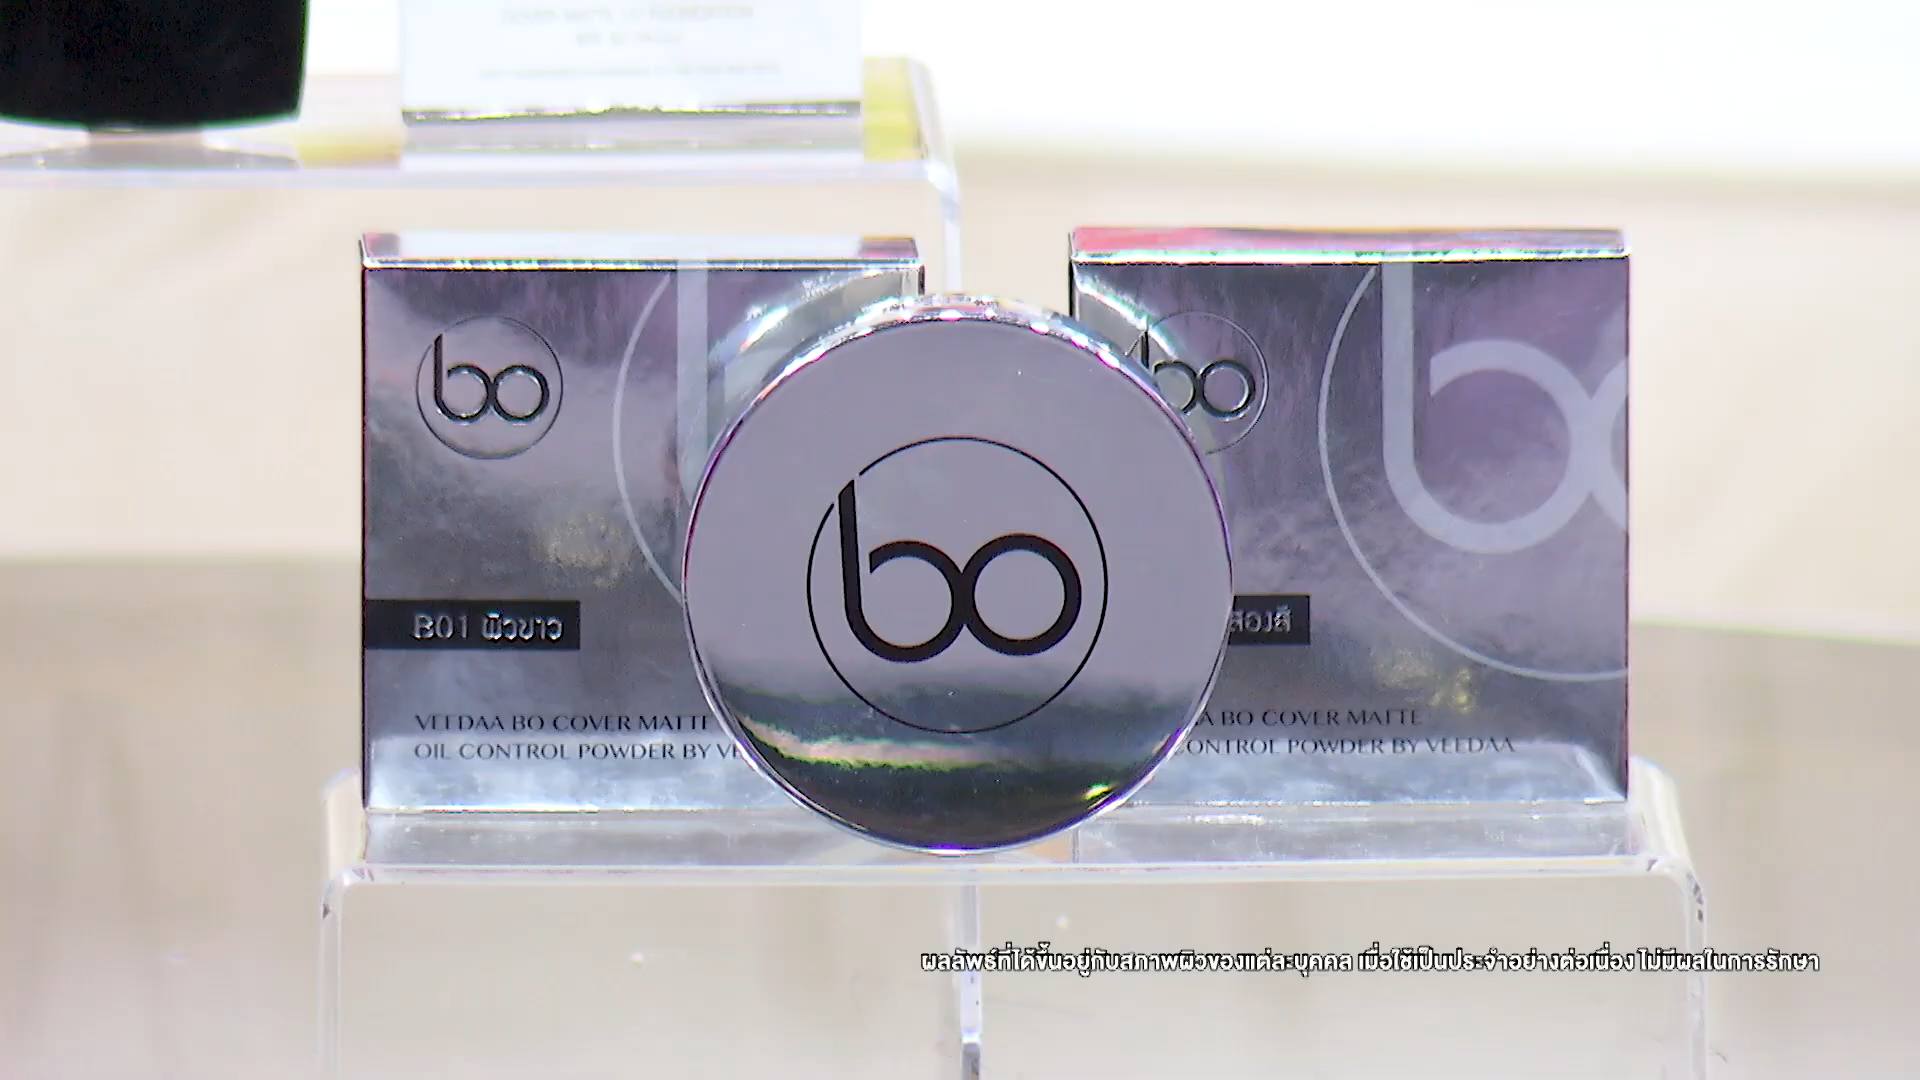 bo
B01 ผิวขาว
VEEDAA BO COVER MATTE
OIL CONTROL POWDER BY VE
bo
bo
bo
สองสี
AA BO COVER MATTE
CONTROL POWDER BY VEEDAA
ผลลัพธ์ที่ได้ขึ้นอยู่กับสภาพผิวของแต่ละบุคคล เมื่อใช้เป็นประจำอย่างต่อเนื่อง ไม่มีผลในการรักษา